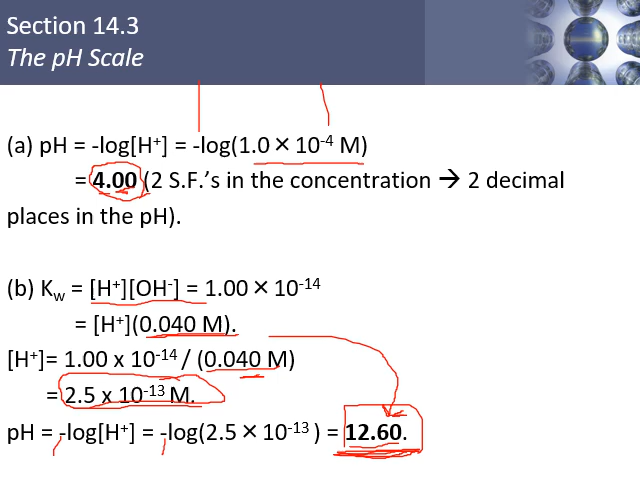 Section 14.3
The pH Scale
(a) pH = -log[H⁺] = -log(1.0 × 10⁻⁴ M)
= 4.00 (2 S.F.’s in the concentration → 2 decimal
places in the pH).
(b) Kw = [H⁺][OH⁻] = 1.00 × 10⁻¹⁴
= [H⁺](0.040 M).
[H⁺]= 1.00 x 10⁻¹⁴ / (0.040 M)
= 2.5 x 10⁻¹³ M.
pH = -log[H⁺] = -log(2.5 × 10⁻¹³ ) = 12.60.